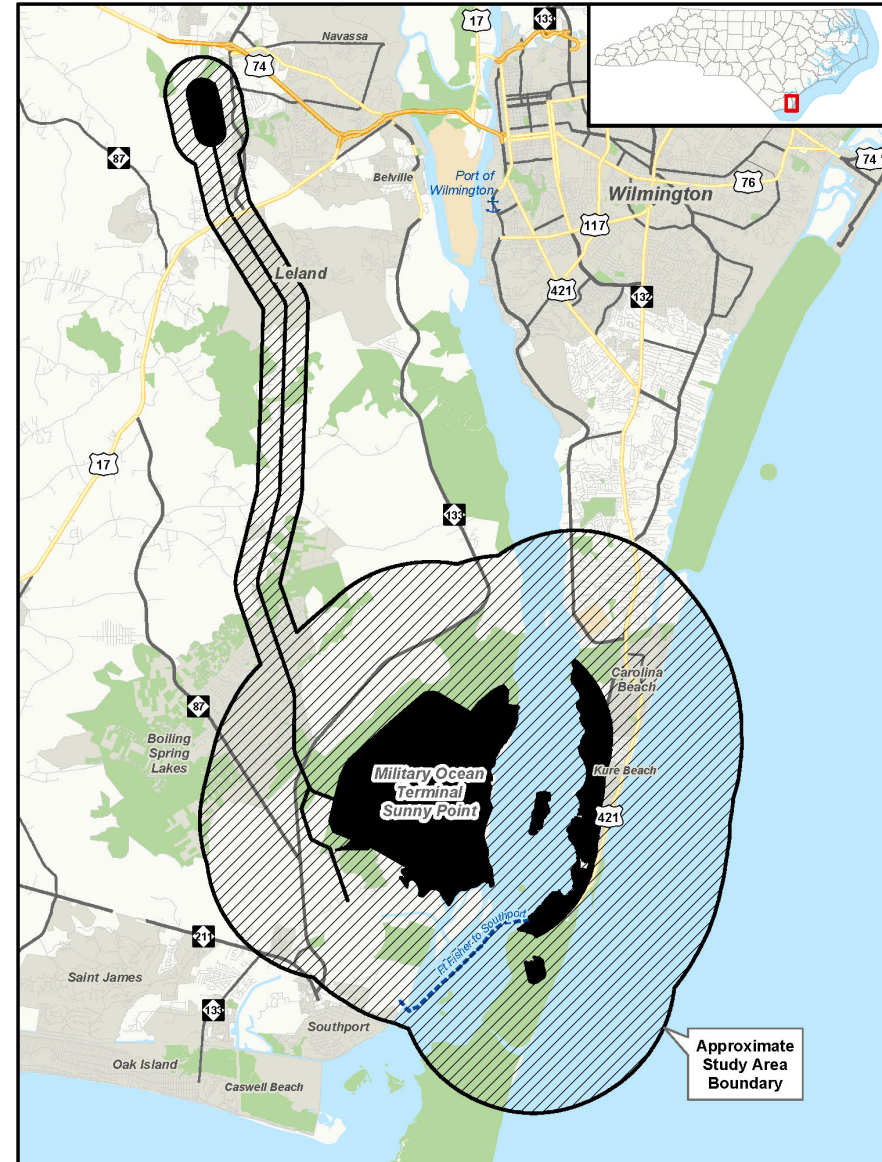 17
133
Navassa
74
87
Belville
Port of
Wilmington
Wilmington
76
74
117
Leland
421
132
17
133
Carolina
Beach
87
Boiling
Spring
Lakes
Military Ocean
Terminal
Sunny Point
Kure Beach
421
Ft Fisher-to Southport
211
Saint James
133
Southport
Oak Island
Caswell Beach
Approximate
Study Area
Boundary